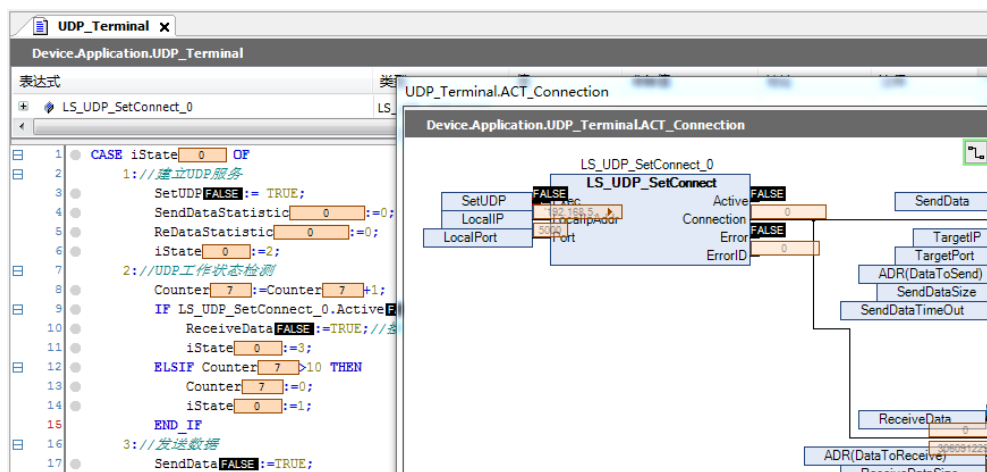 UDP_Terminal
Device.Application.UDP_Terminal
表达式
LS_UDP_SetConnect_0
1 CASE iState 0 OF
2 1://建立UDP服务
3 SetUDP FALSE := TRUE;
4 SendDataStatistic 0 :=0;
5 ReDataStatistic 0 :=0;
6 iState 0 :=2;
7 2://UDP工作状态检测
8 Counter 7 :=Counter 7 +1;
9 IF LS_UDP_SetConnect_0.Active
10 ReceiveData FALSE :=TRUE;//
11 iState 0 :=3;
12 ELSIF Counter 7 >10 THEN
13 Counter 7 :=0;
14 iState 0 :=1;
15 END_IF
16 3://发送数据
17 SendData FALSE :=TRUE;
UDP_Terminal.ACT_Connection
Device.Application.UDP_Terminal.ACT_Connection
LS_UDP_SetConnect_0
LS_UDP_SetConnect
SetUDP FALSE Active FALSE
LocalIP Connection 0
LocalPort 5000 Port Error FALSE
ErrorID 0
SendData
TargetIP
TargetPort
ADR(DataToSend)
SendDataSize
SendDataTimeOut
ReceiveData
0
ADR(DataToReceive)